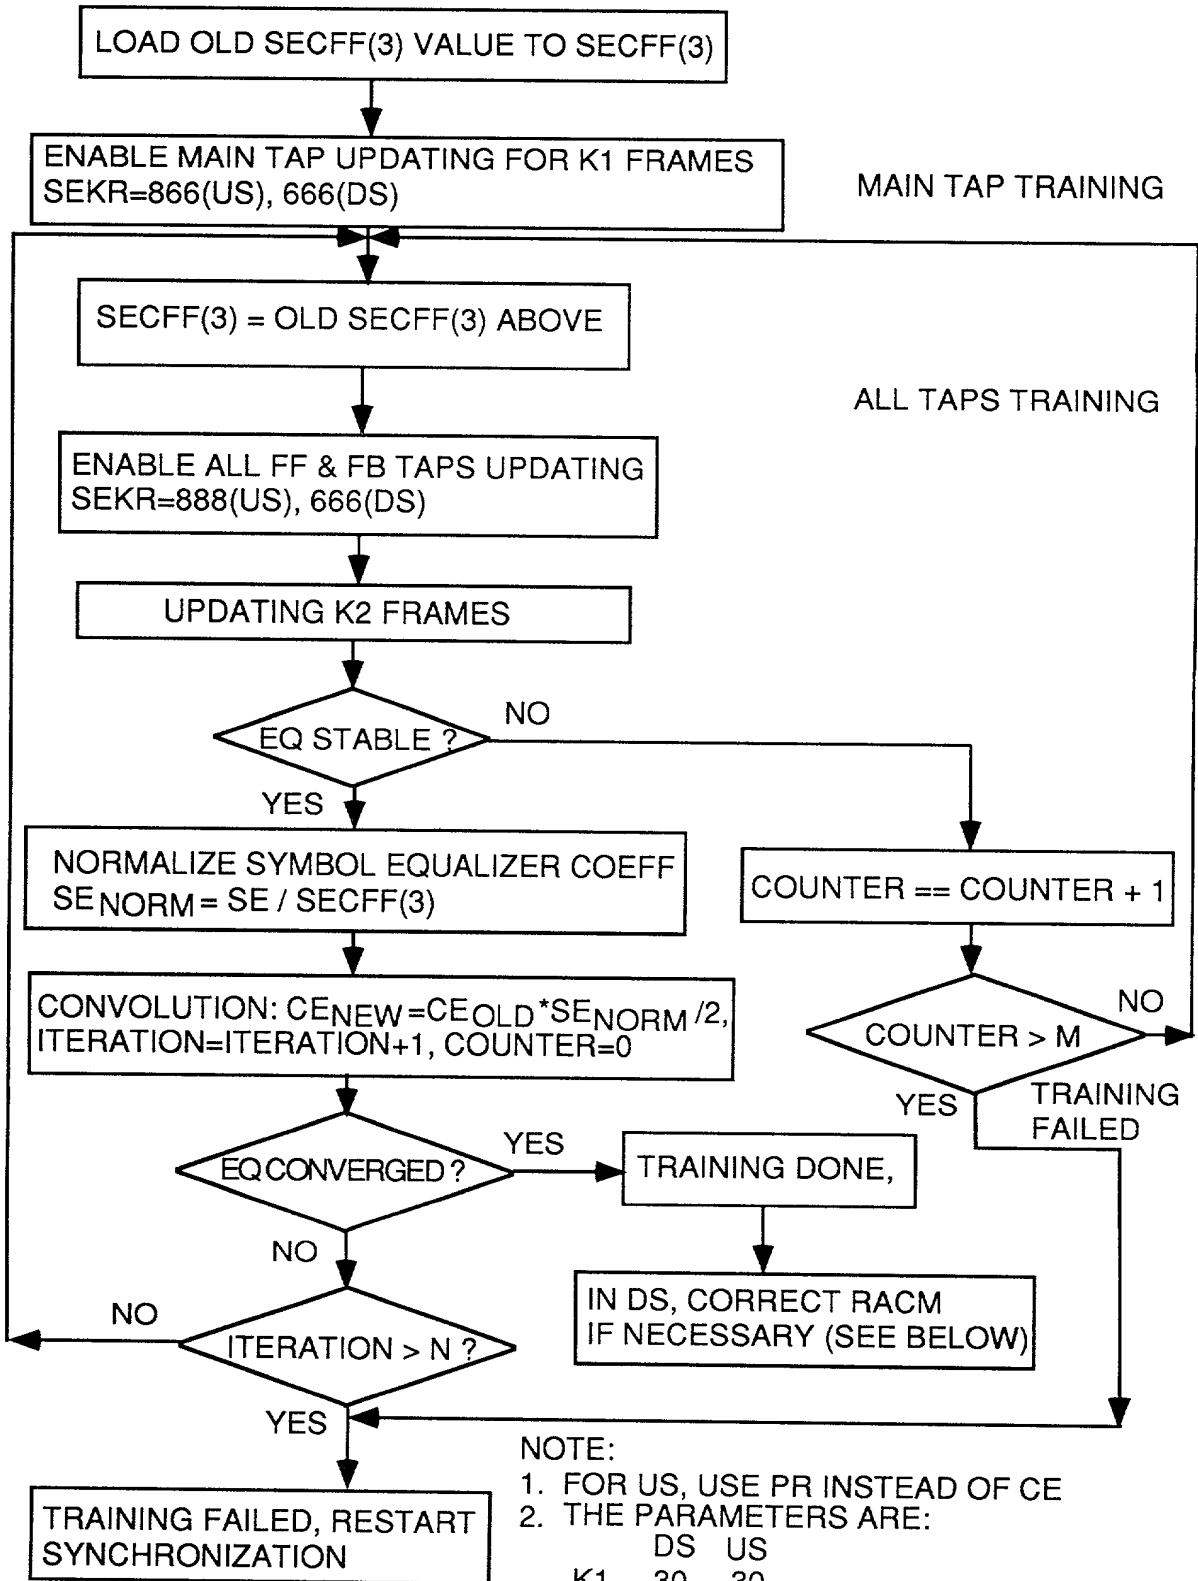 LOAD OLD SECFF(3) VALUE TO SECFF(3)
ENABLE MAIN TAP UPDATING FOR K1 FRAMES
SEKR=866(US), 666(DS)
MAIN TAP TRAINING
SECFF(3) = OLD SECFF(3) ABOVE
ALL TAPS TRAINING
ENABLE ALL FF & FB TAPS UPDATING
SEKR=888(US), 666(DS)
UPDATING K2 FRAMES
EQ STABLE ?
NO
YES
NORMALIZE SYMBOL EQUALIZER COEFF
SE NORM = SE / SECFF(3)
COUNTER == COUNTER + 1
CONVOLUTION: CENEW=CEOLD*SENORM /2,
ITERATION=ITERATION+1, COUNTER=0
COUNTER > M
NO
YES
TRAINING
FAILED
EQ CONVERGED ?
YES
TRAINING DONE,
NO
IN DS, CORRECT RACM
IF NECESSARY (SEE BELOW)
ITERATION > N ?
NO
YES
TRAINING FAILED, RESTART
SYNCHRONIZATION
NOTE:
1. FOR US, USE PR INSTEAD OF CE
2. THE PARAMETERS ARE:
DS US
K1 30 30